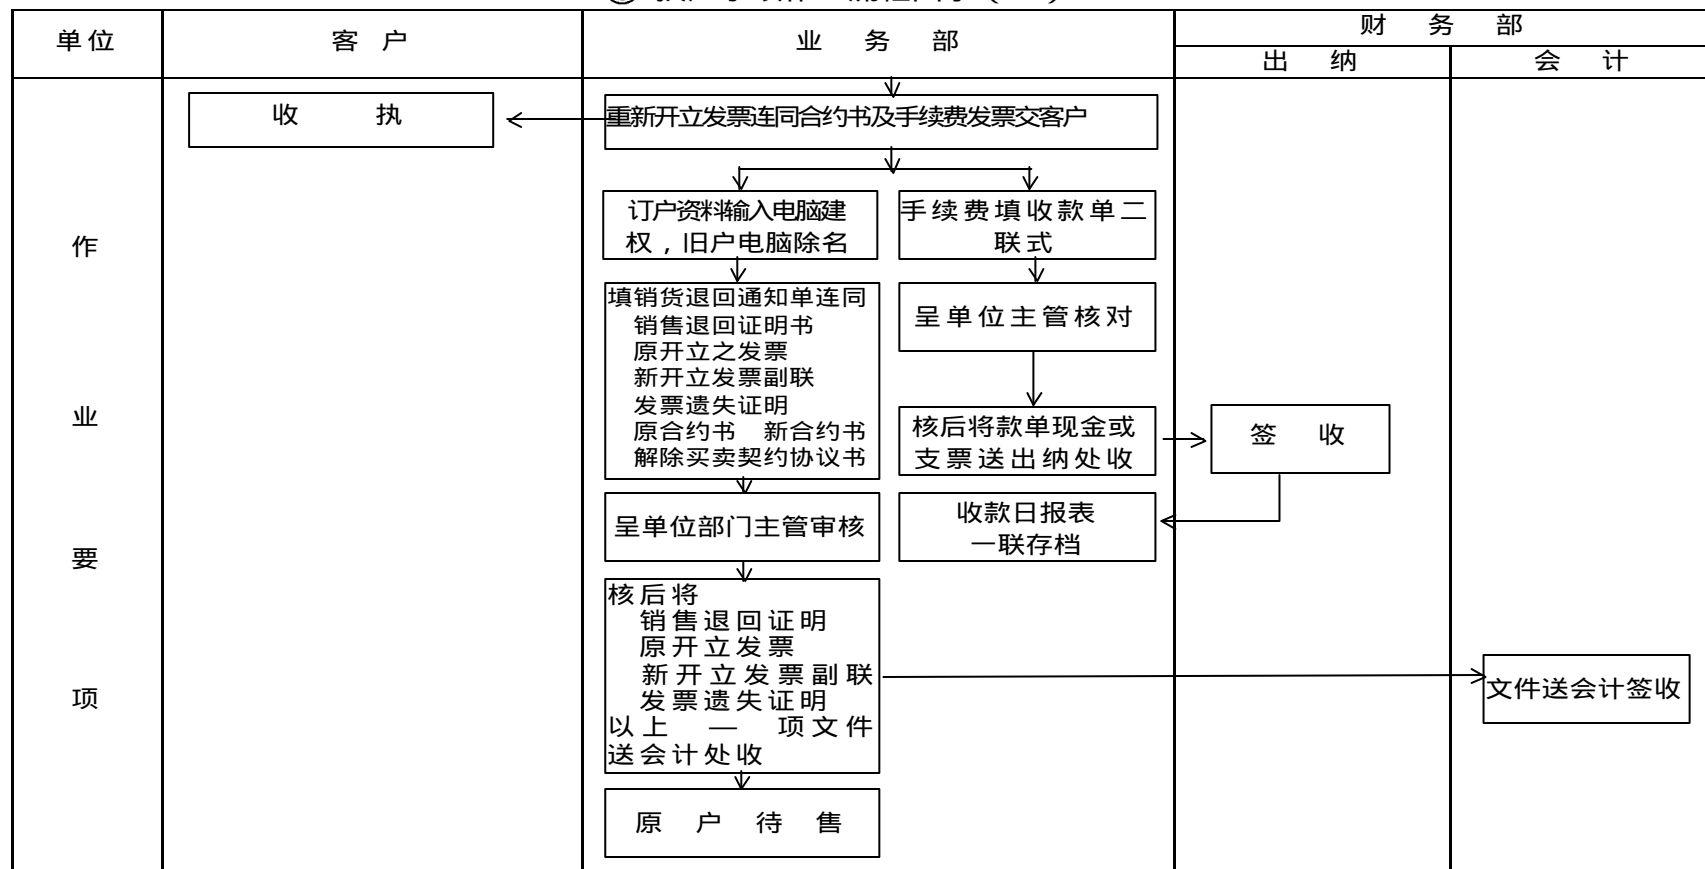 单位
客 户
业 务 部
财 务 部
出 纳
会 计
作
业
要
项
收 执
重新开立发票连同合约书及手续费发票交客户
订户资料输入电脑建
权，旧户电脑除名
手续费填收款单二
联式
填销货退回通知单连同
销售退回证明书
原开立之发票
新开立发票副联
发票遗失证明
原合约书 新合约书
解除买卖契约协议书
呈单位主管核对
核后将款单现金或
支票送出纳处收
签 收
呈单位部门主管审核
收款日报表
一联存档
核后将
销售退回证明
原开立发票
新开立发票副联
发票遗失证明
以上 — 项文件
送会计处收
文件送会计签收
原 户 待 售